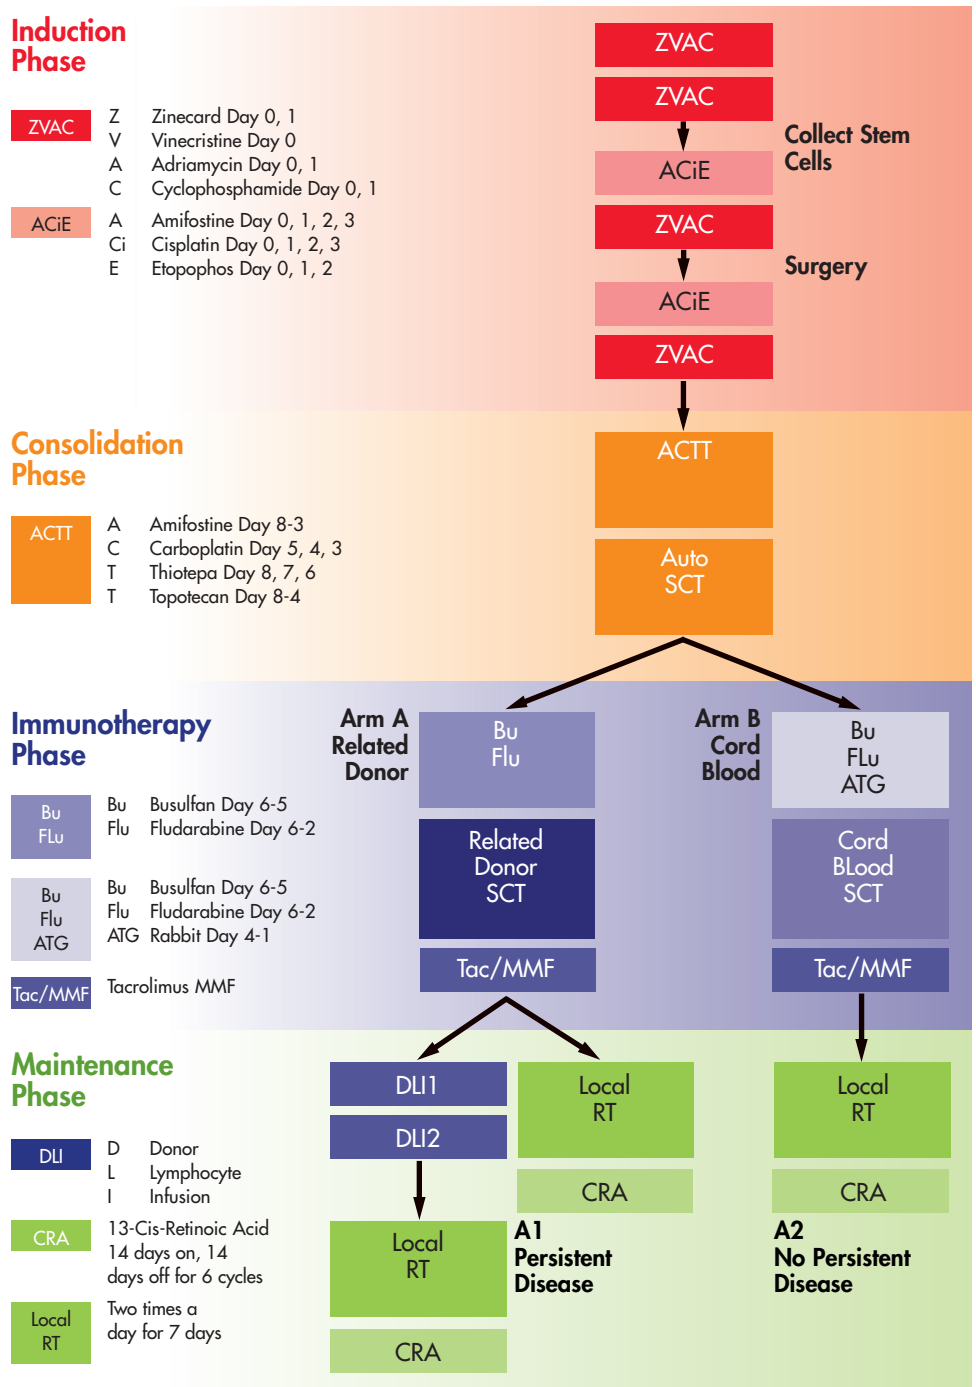 Induction
Phase
ZVAC
Z Zinecard Day 0, 1
V Vinecristine Day 0
A Adriamycin Day 0, 1
C Cyclophosphamide Day 0, 1
ACiE
A Amifostine Day 0, 1, 2, 3
Ci Cisplatin Day 0, 1, 2, 3
E Etopophos Day 0, 1, 2
ZVAC
ZVAC
Collect Stem
Cells
ACiE
ZVAC
Surgery
ACiE
ZVAC
Consolidation
Phase
ACTT
A Amifostine Day 8-3
C Carboplatin Day 5, 4, 3
T Thiotepa Day 8, 7, 6
T Topotecan Day 8-4
ACTT
Auto
SCT
Immunotherapy
Phase
Bu
FLu
Bu Busulfan Day 6-5
Flu Fludarabine Day 6-2
Bu
Flu
ATG
Bu Busulfan Day 6-5
Flu Fludarabine Day 6-2
ATG Rabbit Day 4-1
Tac/MMF
Tacrolimus MMF
Arm A
Related
Donor
Bu
Flu
Related
Donor
SCT
Tac/MMF
Arm B
Cord
Blood
Bu
FLu
ATG
Cord
BLood
SCT
Tac/MMF
Maintenance
Phase
DLI
D Donor
L Lymphocyte
I Infusion
CRA
13-Cis-Retinoic Acid
14 days on, 14
days off for 6 cycles
Local
RT
Two times a
day for 7 days
DLI1
DLI2
Local
RT
CRA
Local
RT
CRA
A1
Persistent
Disease
Local
RT
CRA
A2
No Persistent
Disease